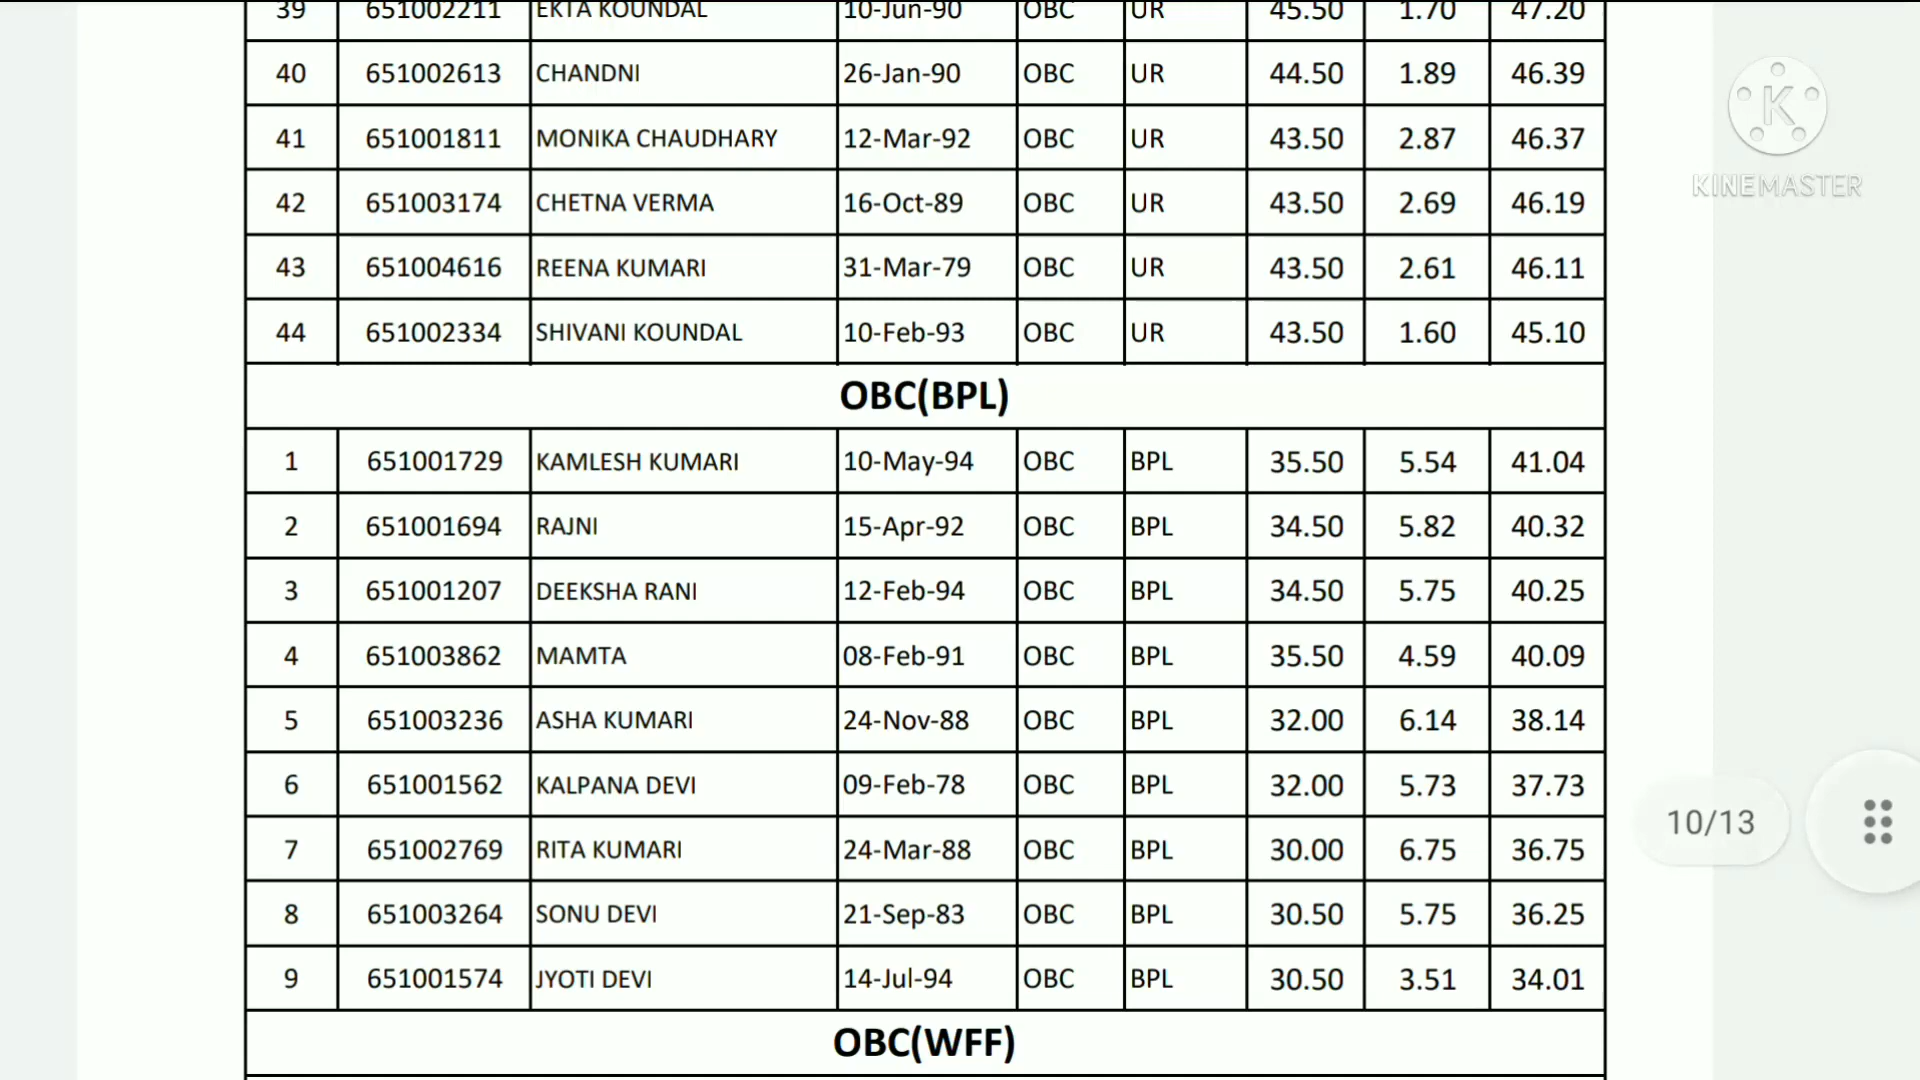 39 651002211 EKTA KOUNDAL 10-Jun-90 OBC UR 45.50 1.70 47.20
40 651002613 CHANDNI 26-Jan-90 OBC UR 44.50 1.89 46.39
41 651001811 MONIKA CHAUDHARY 12-Mar-92 OBC UR 43.50 2.87 46.37
42 651003174 CHETNA VERMA 16-Oct-89 OBC UR 43.50 2.69 46.19
43 651004616 REENA KUMARI 31-Mar-79 OBC UR 43.50 2.61 46.11
44 651002334 SHIVANI KOUNDAL 10-Feb-93 OBC UR 43.50 1.60 45.10
OBC(BPL)
1 651001729 KAMLESH KUMARI 10-May-94 OBC BPL 35.50 5.54 41.04
2 651001694 RAJNI 15-Apr-92 OBC BPL 34.50 5.82 40.32
3 651001207 DEEKSHA RANI 12-Feb-94 OBC BPL 34.50 5.75 40.25
4 651003862 MAMTA 08-Feb-91 OBC BPL 35.50 4.59 40.09
5 651003236 ASHA KUMARI 24-Nov-88 OBC BPL 32.00 6.14 38.14
6 651001562 KALPANA DEVI 09-Feb-78 OBC BPL 32.00 5.73 37.73
7 651002769 RITA KUMARI 24-Mar-88 OBC BPL 30.00 6.75 36.75
8 651003264 SONU DEVI 21-Sep-83 OBC BPL 30.50 5.75 36.25
9 651001574 JYOTI DEVI 14-Jul-94 OBC BPL 30.50 3.51 34.01
OBC(WFF)
K
KINEMASTER
10/13